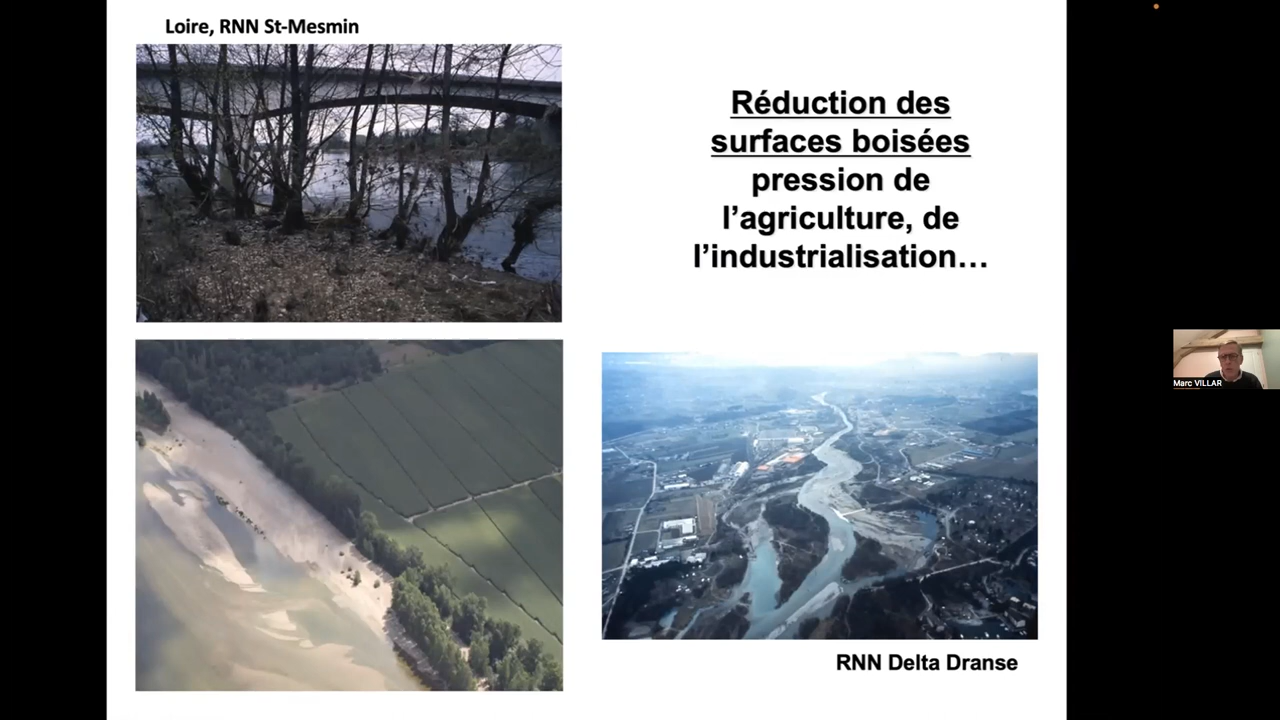 Loire, RNN St-Mesmin
Réduction des
surfaces boisées
pression de
l’agriculture, de
l’industrialisation…
Marc VILLAR
RNN Delta Dranse